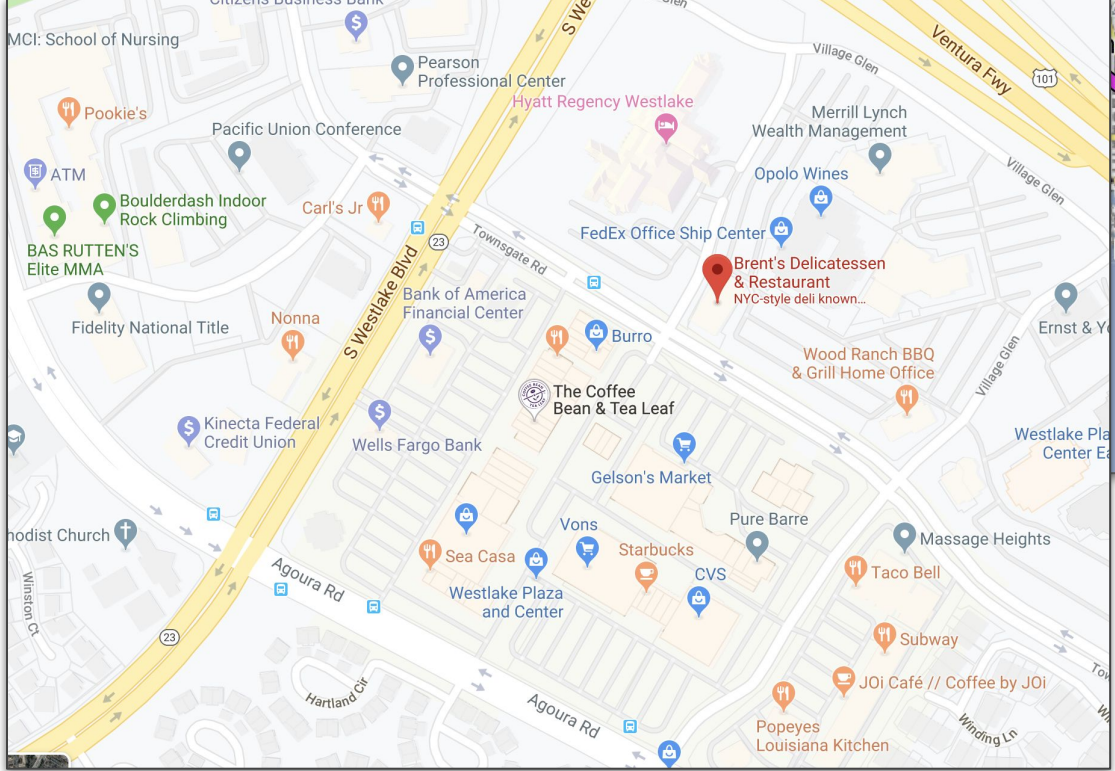 Citizens Business Bank
S We
Glen
MCI: School of Nursing
Pearson
Professional Center
Village Glen
Ventura Fwy
101
Pookie's
Hyatt Regency Westlake
Merrill Lynch
Wealth Management
Pacific Union Conference
ATM
Opolo Wines
Village Glen
Boulderdash Indoor
Rock Climbing
Carl's Jr
BAS RUTTEN'S
Elite MMA
23
Townsgate Rd
FedEx Office Ship Center
Brent's Delicatessen
& Restaurant
NYC-style deli known...
S Westlake Blvd
Bank of America
Financial Center
Fidelity National Title
Nonna
Burro
Ernst & Yo
Village Glen
Wood Ranch BBQ
& Grill Home Office
The Coffee
Bean & Tea Leaf
Kinecta Federal
Credit Union
Wells Fargo Bank
Westlake Pla
Center Ea
Gelson's Market
Pure Barre
hodist Church
Vons
Massage Heights
Sea Casa
Starbucks
Taco Bell
CVS
Agoura Rd
Westlake Plaza
and Center
Winston Ct
23
Subway
Hartland Cir
JOi Café // Coffee by JOi
Agoura Rd
Popeyes
Louisiana Kitchen
Winding Ln
Tow